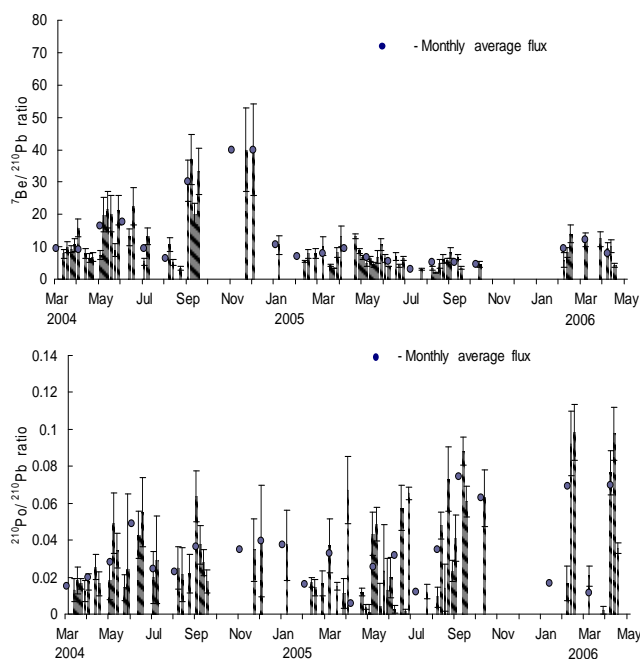 80
70
60
50
40
30
20
10
0
⁷Be/²¹⁰Pb ratio
- Monthly average flux
Mar May Jul Sep Nov Jan Mar May Jul Sep Nov Jan Jan Mar May
2004 2005 2006
0.14
0.12
0.1
0.08
0.06
0.04
0.02
0
²¹⁰Po/²¹⁰Pb ratio
- Monthly average flux
Mar May Jul Sep Nov Jan Mar May Jul Sep Nov Jan Mar May
2004 2005 2006